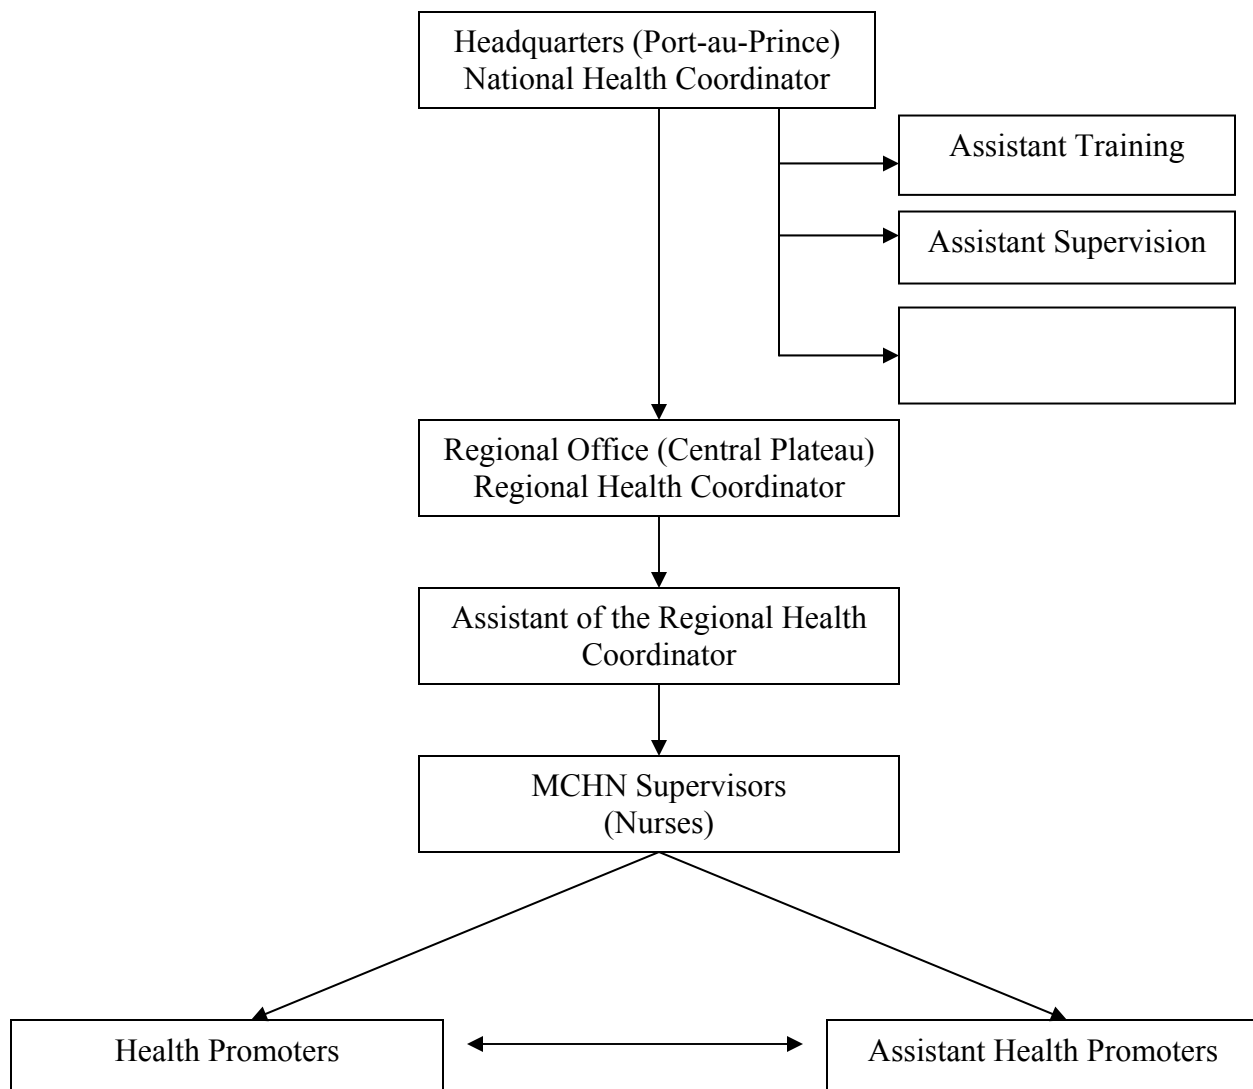 Headquarters (Port-au-Prince)
National Health Coordinator
Assistant Training
Assistant Supervision
Regional Office (Central Plateau)
Regional Health Coordinator
Assistant of the Regional Health
Coordinator
MCHN Supervisors
(Nurses)
Health Promoters
Assistant Health Promoters